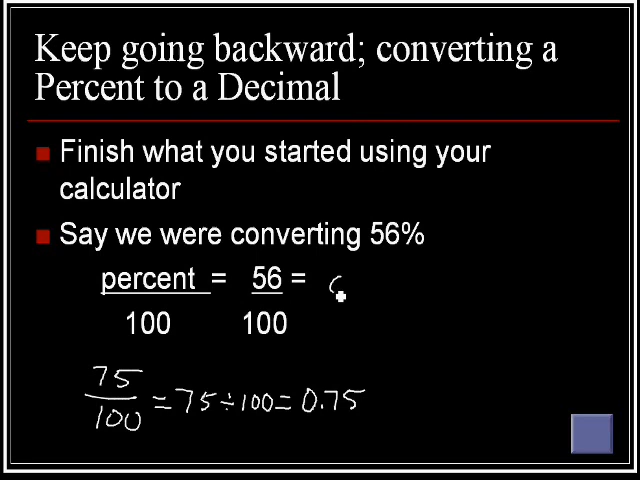 Keep going backward; converting a
Percent to a Decimal
Finish what you started using your
calculator
Say we were converting 56%
percent = 56 =
100 100
75
100 = 75 ÷ 100 = 0.75